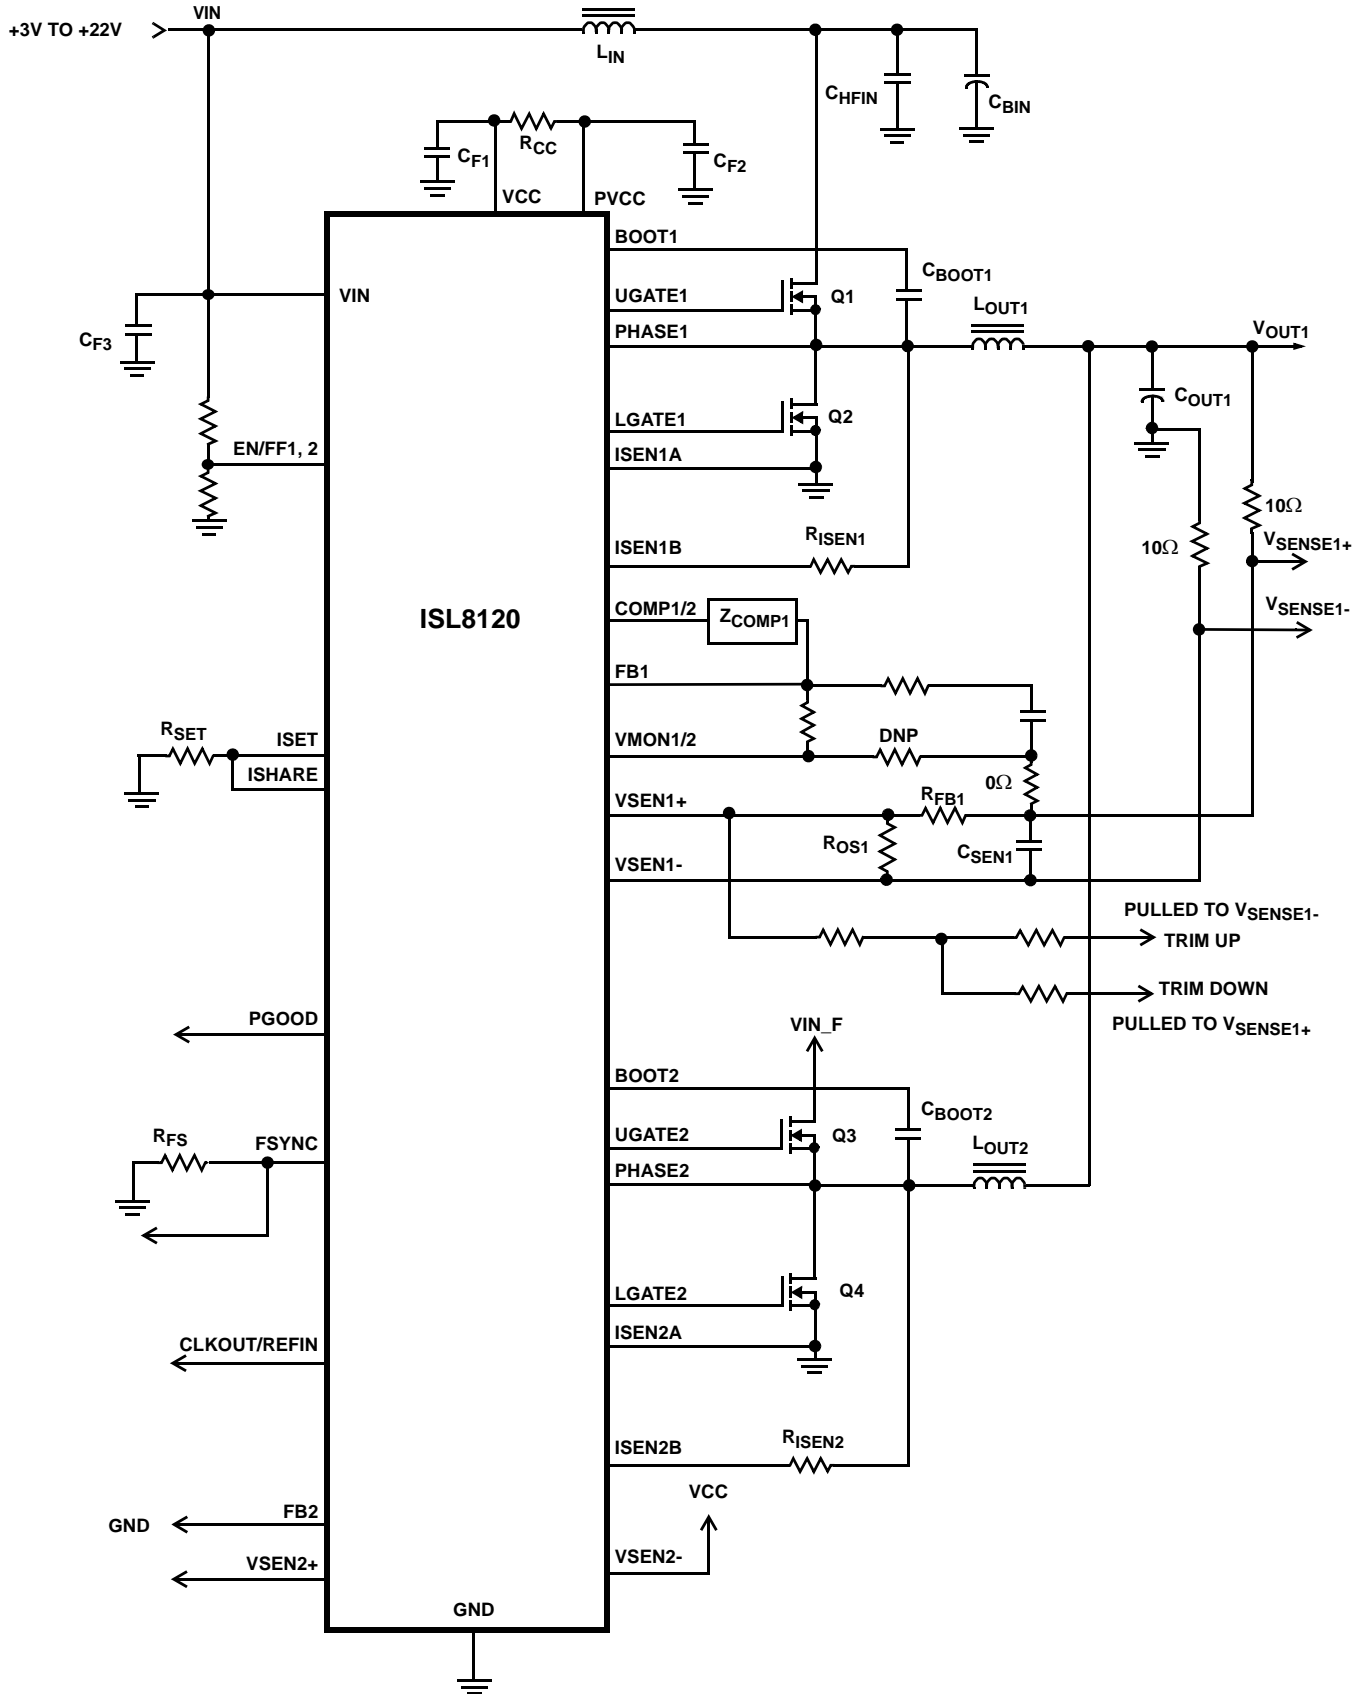 VIN
+3V TO +22V
LIN
CHFIN
CBIN
CF1
RCC
CF2
VCC
PVCC
BOOT1
CBOOT1
VIN
UGATE1
Q1
LOUT1
CF3
PHASE1
VOUT1
COUT1
LGATE1
Q2
EN/FF1, 2
ISEN1A
10Ω
RISEN1
ISEN1B
10Ω
VSENSE1+
COMP1/2
ZCOMP1
VSENSE1-
ISL8120
FB1
RSET
ISET
VMON1/2
DNP
ISHARE
0Ω
VSEN1+
RFB1
ROS1
CSEN1
VSEN1-
PULLED TO VSENSE1-
TRIM UP
TRIM DOWN
PULLED TO VSENSE1+
PGOOD
VIN_F
BOOT2
CBOOT2
RFS
FSYNC
UGATE2
Q3
LOUT2
PHASE2
LGATE2
Q4
ISEN2A
CLKOUT/REFIN
RISEN2
ISEN2B
VCC
GND
FB2
VSEN2+
VSEN2-
GND